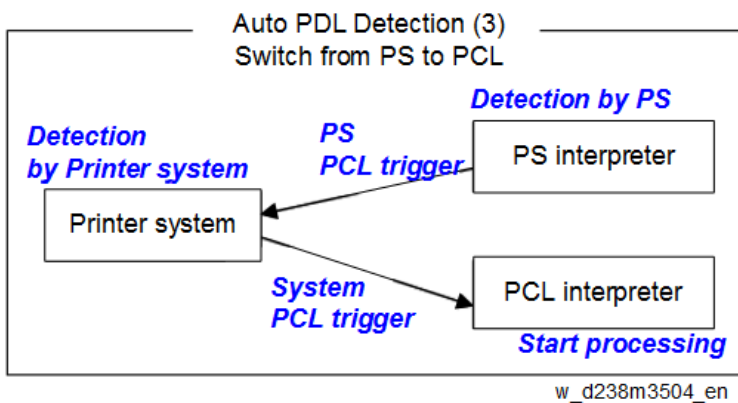 Auto PDL Detection (3)
Switch from PS to PCL
Detection by PS
Detection
by Printer system
PS
PCL trigger
PS interpreter
Printer system
System
PCL trigger
PCL interpreter
Start processing
w_d238m3504_en